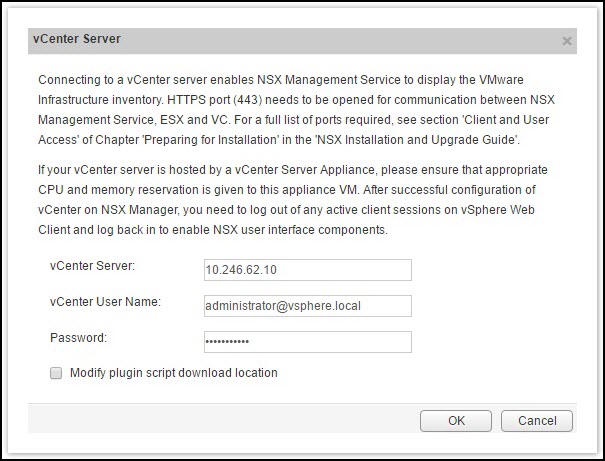 vCenter Server
Connecting to a vCenter server enables NSX Management Service to display the VMware
Infrastructure inventory. HTTPS port (443) needs to be opened for communication between NSX
Management Service, ESX and VC. For a full list of ports required, see section 'Client and User
Access' of Chapter 'Preparing for Installation' in the 'NSX Installation and Upgrade Guide'.
If your vCenter server is hosted by a vCenter Server Appliance, please ensure that appropriate
CPU and memory reservation is given to this appliance VM. After successful configuration of
vCenter on NSX Manager, you need to log out of any active client sessions on vSphere Web
Client and log back in to enable NSX user interface components.
vCenter Server: 10.246.62.10
vCenter User Name: administrator@vsphere.local
Password: •••••••••••
Modify plugin script download location
OK Cancel